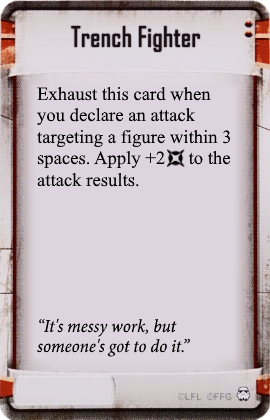 Trench Fighter
Exhaust this card when
you declare an attack
targeting a figure within 3
spaces. Apply +2 to the
attack results.
“It's messy work, but
someone's got to do it.”
©LFL ©FFG